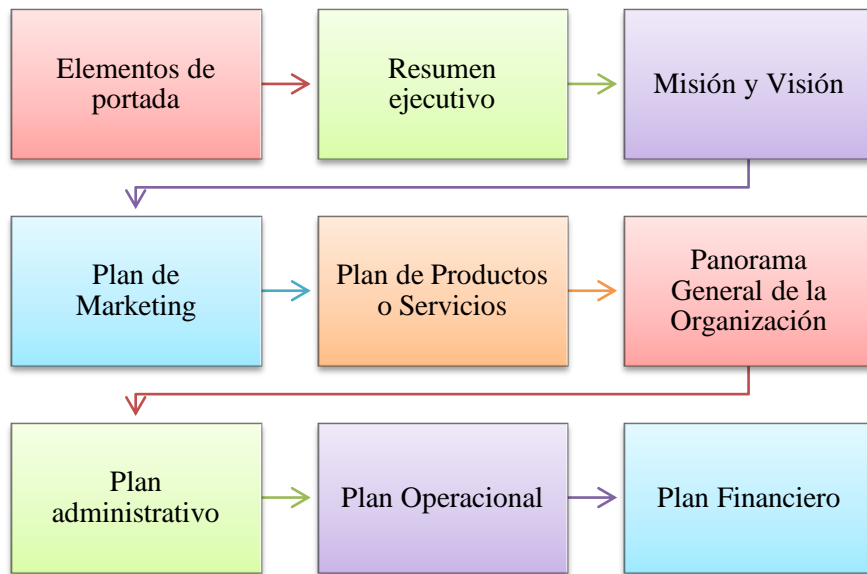 Elementos de
portada
Resumen
ejecutivo
Misión y Visión
Plan de
Marketing
Plan de Productos
o Servicios
Panorama
General de la
Organización
Plan
administrativo
Plan Operacional
Plan Financiero